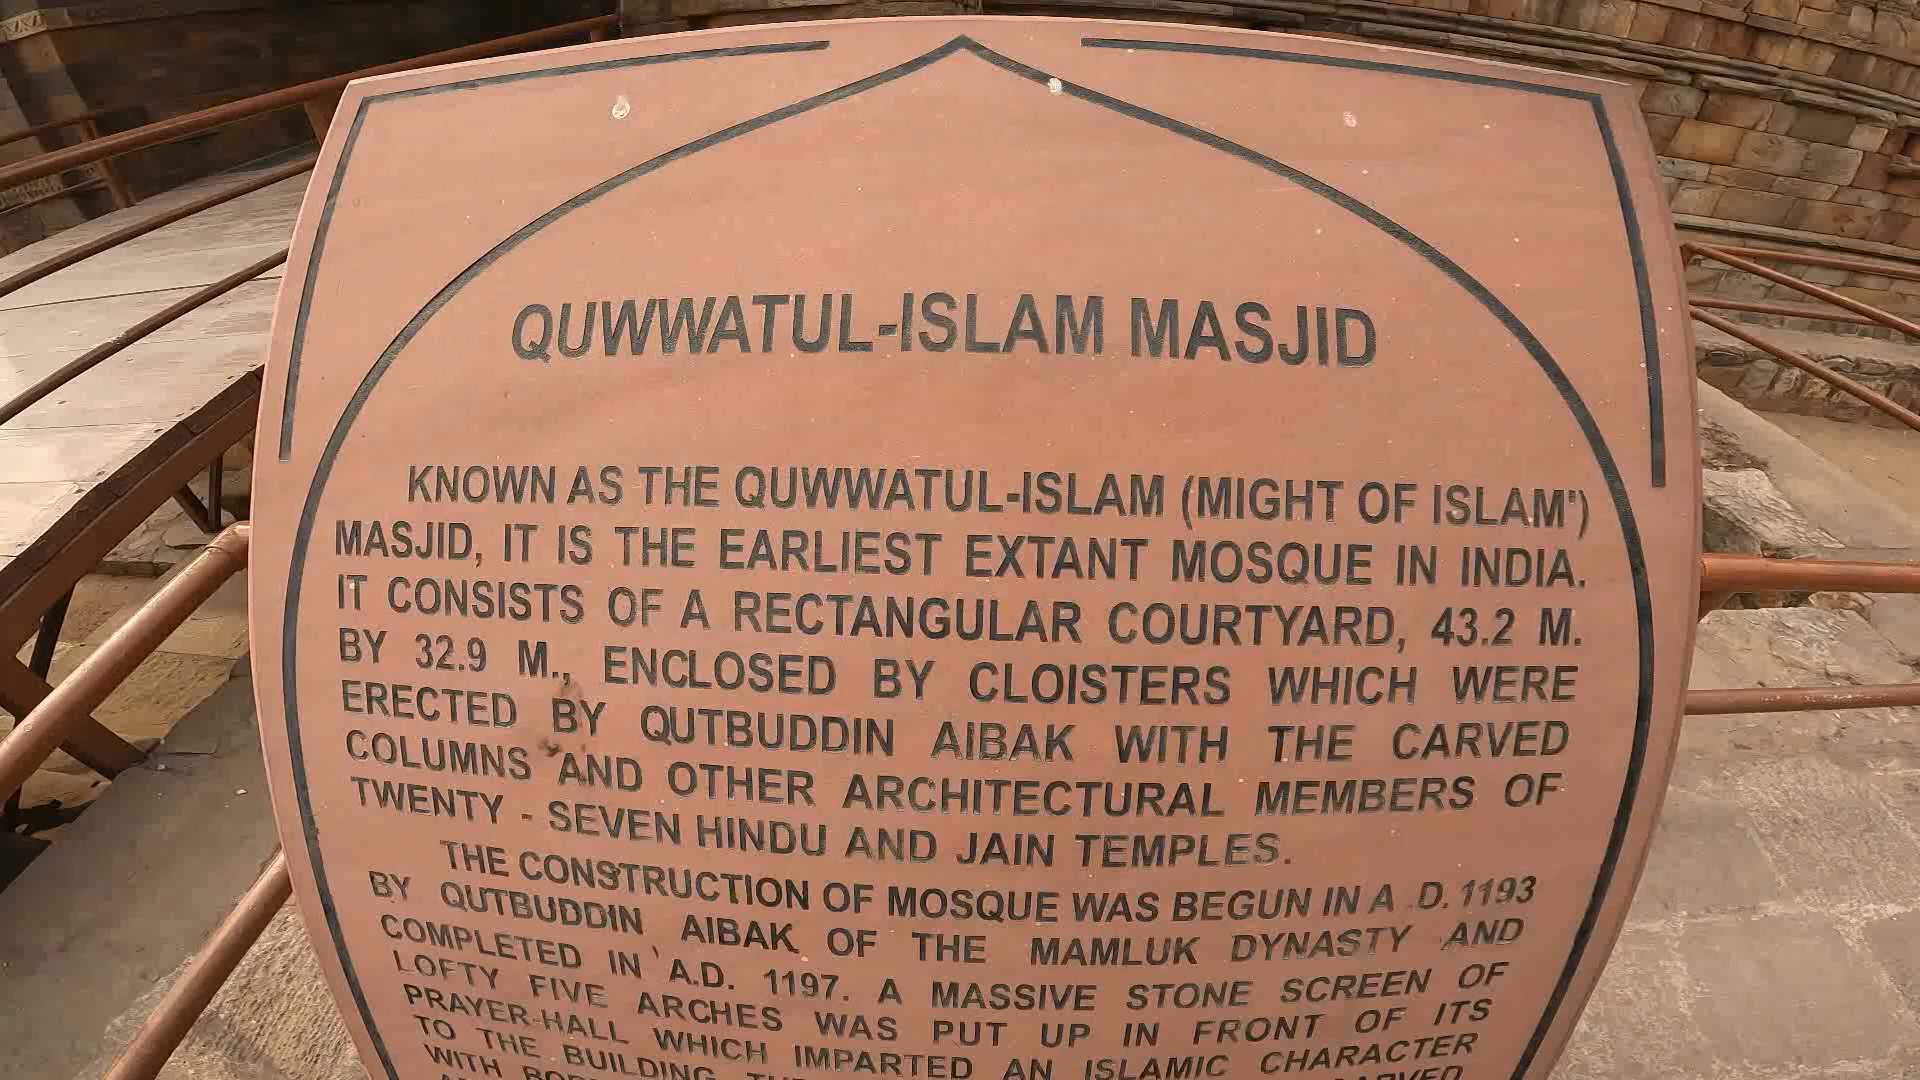 QUWWATUL-ISLAM MASJID
KNOWN AS THE QUWWATUL-ISLAM (MIGHT OF ISLAM')
MASJID, IT IS THE EARLIEST EXTANT MOSQUE IN INDIA.
IT CONSISTS OF A RECTANGULAR COURTYARD, 43.2 M.
BY 32.9 M., ENCLOSED BY CLOISTERS WHICH WERE
ERECTED BY QUTBUDDIN AIBAK WITH THE CARVED
COLUMNS AND OTHER ARCHITECTURAL MEMBERS OF
TWENTY - SEVEN HINDU AND JAIN TEMPLES.
THE CONSTRUCTION OF MOSQUE WAS BEGUN IN A .D. 1193
BY QUTBUDDIN AIBAK OF THE MAMLUK DYNASTY AND
COMPLETED IN A.D. 1197. A MASSIVE STONE SCREEN OF
LOFTY FIVE ARCHES WAS PUT UP IN FRONT OF ITS
PRAYER-HALL WHICH IMPARTED AN ISLAMIC CHARACTER
TO THE BUILDING
WITH